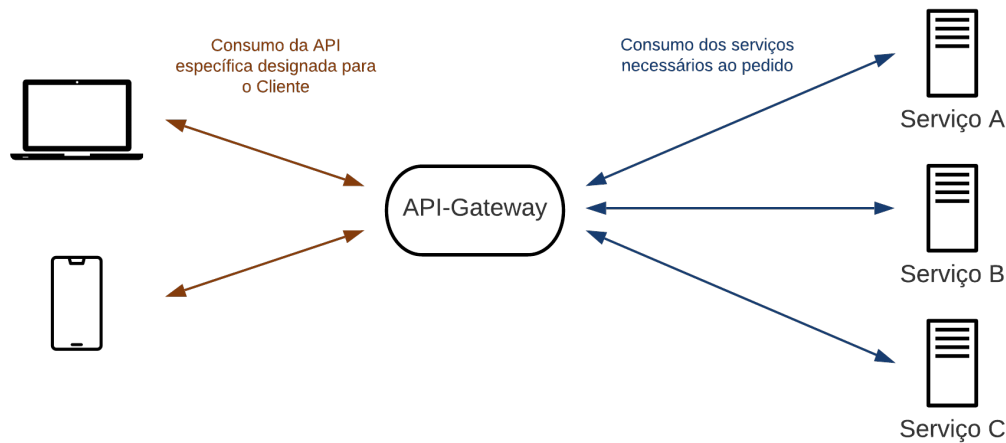 Consumo da API
específica designada para
o Cliente
Consumo dos serviços
necessários ao pedido
API-Gateway
Serviço A
Serviço B
Serviço C